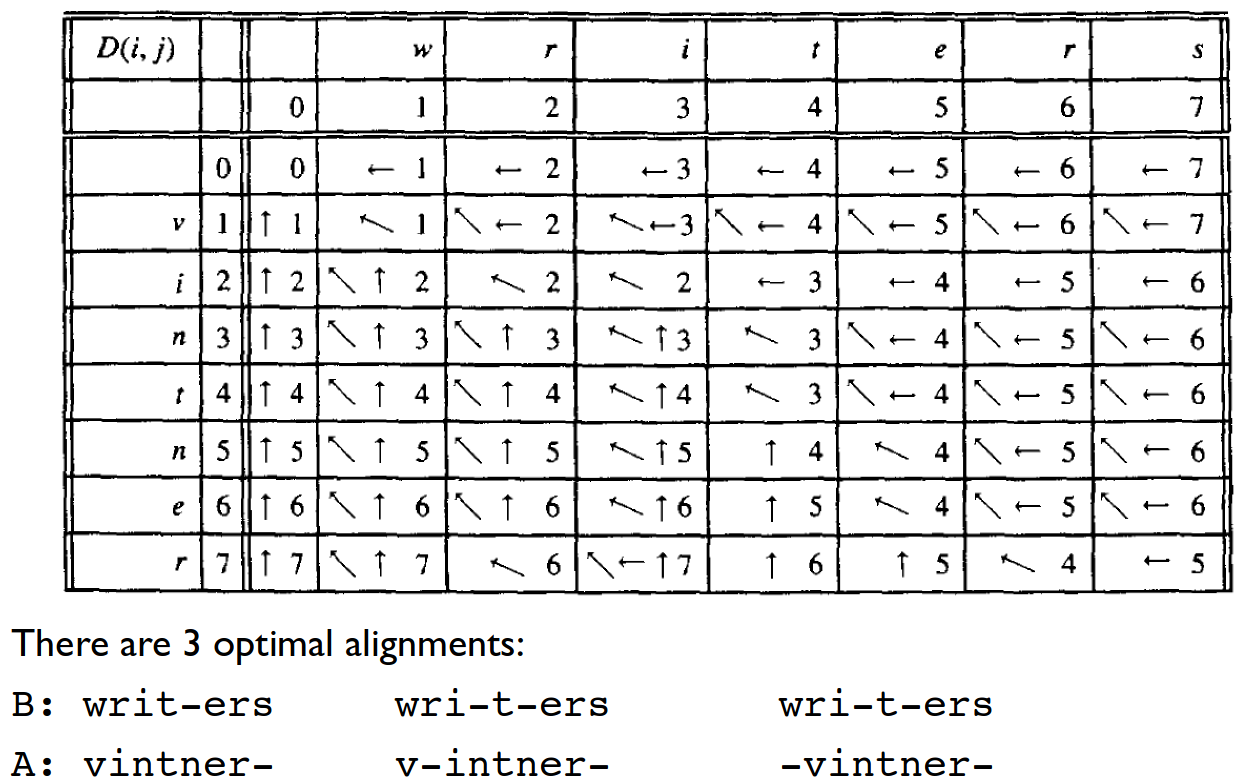 D(i, j) w r i t e r s
0 1 2 3 4 5 6 7
0 0 ← 1 ← 2 ← 3 ← 4 ← 5 ← 6 ← 7
v 1 ↑ 1 ↖ 1 ↖ ← 2 ↖ ← 3 ↖ ← 4 ↖ ← 5 ↖ ← 6 ↖ ← 7
i 2 ↑ 2 ↖ ↑ 2 ↖ 2 ↖ 2 ← 3 ← 4 ← 5 ← 6
n 3 ↑ 3 ↖ ↑ 3 ↖ ↑ 3 ↖ ↑ 3 ↖ 3 ↖ ← 4 ↖ ← 5 ↖ ← 6
t 4 ↑ 4 ↖ ↑ 4 ↖ ↑ 4 ↖ ↑ 4 ↖ 3 ↖ ← 4 ↖ ← 5 ↖ ← 6
n 5 ↑ 5 ↖ ↑ 5 ↖ ↑ 5 ↖ ↑ 5 ↑ 4 ↖ 4 ↖ ← 5 ↖ ← 6
e 6 ↑ 6 ↖ ↑ 6 ↖ ↑ 6 ↖ ↑ 6 ↑ 5 ↖ 4 ↖ ← 5 ↖ ← 6
r 7 ↑ 7 ↖ ↑ 7 ↖ 6 ↖ ← ↑ 7 ↑ 6 ↑ 5 ↖ 4 ← 5
There are 3 optimal alignments:
B: writ-ers wri-t-ers wri-t-ers
A: vintner- v-intner- -vintner-